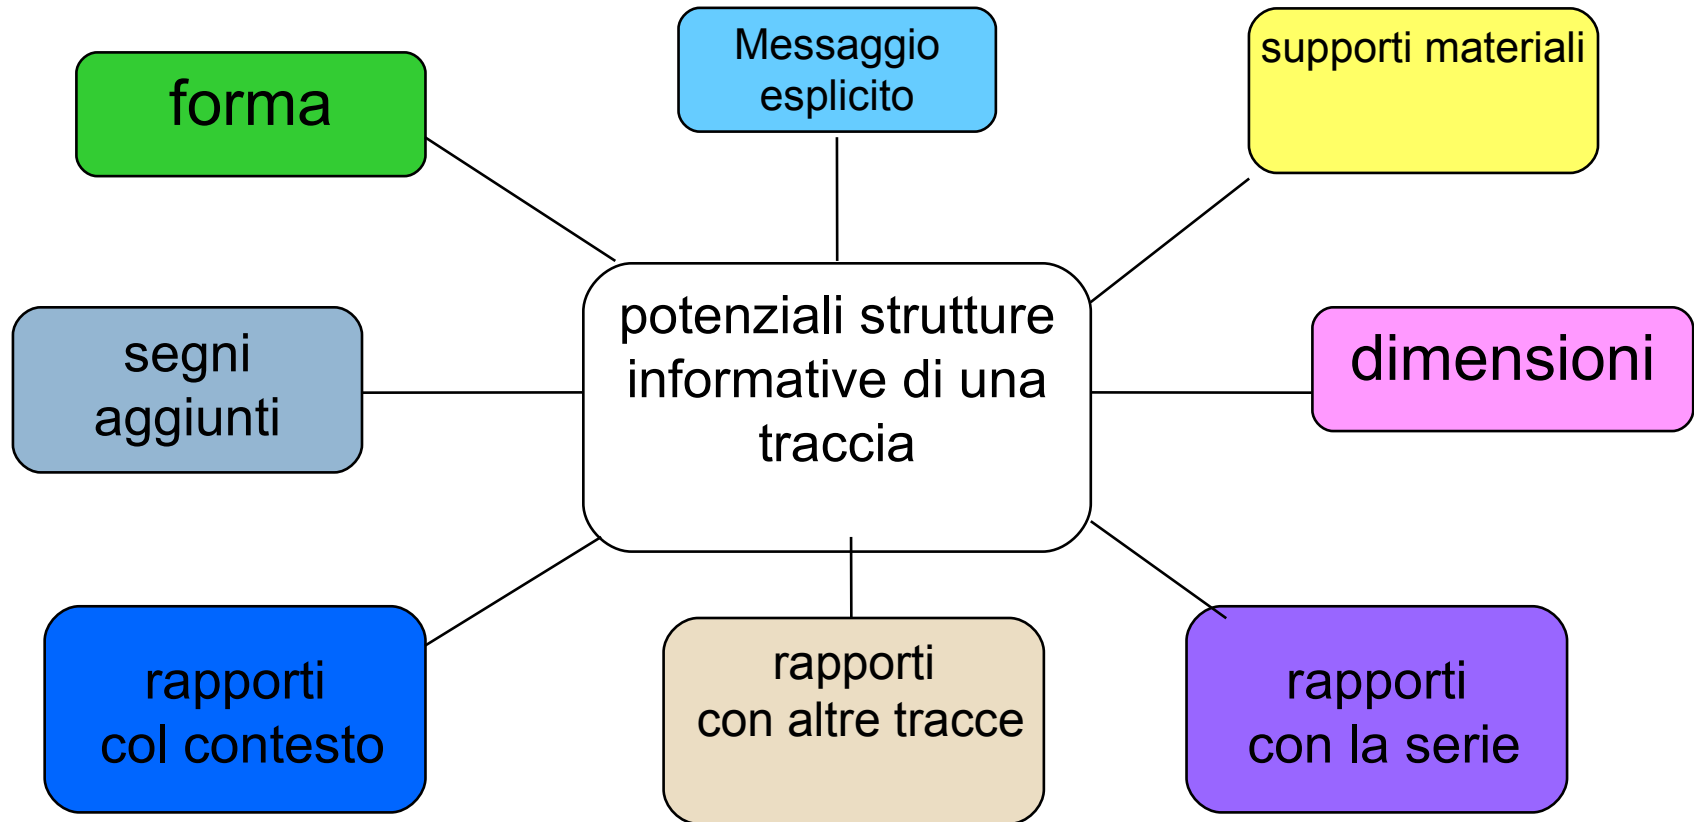 forma
Messaggio
esplicito
supporti materiali
segni
aggiunti
potenziali strutture
informative di una
traccia
dimensioni
rapporti
col contesto
rapporti
con altre tracce
rapporti
con la serie